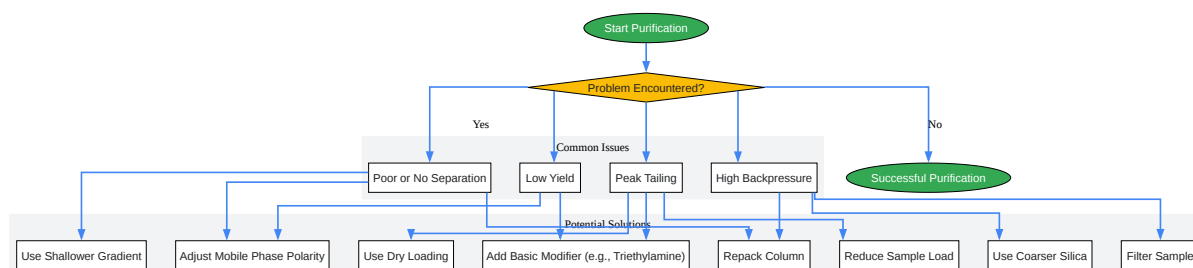 Start Purification
Problem Encountered?
Yes
No
Common Issues
Poor or No Separation
Low Yield
Peak Tailing
High Backpressure
Successful Purification
Potential Solutions
Use Shallower Gradient
Adjust Mobile Phase Polarity
Use Dry Loading
Add Basic Modifier (e.g., Triethylamine)
Repack Column
Reduce Sample Load
Use Coarser Silica
Filter Sample